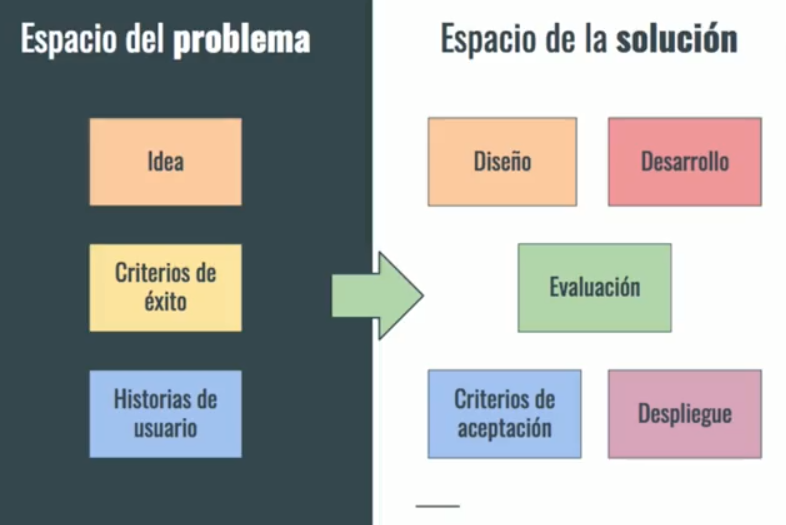 Espacio del problema
Idea
Criterios de
éxito
Historias de
usuario
Espacio de la solución
Diseño
Desarrollo
Evaluación
Criterios de
aceptación
Despliegue